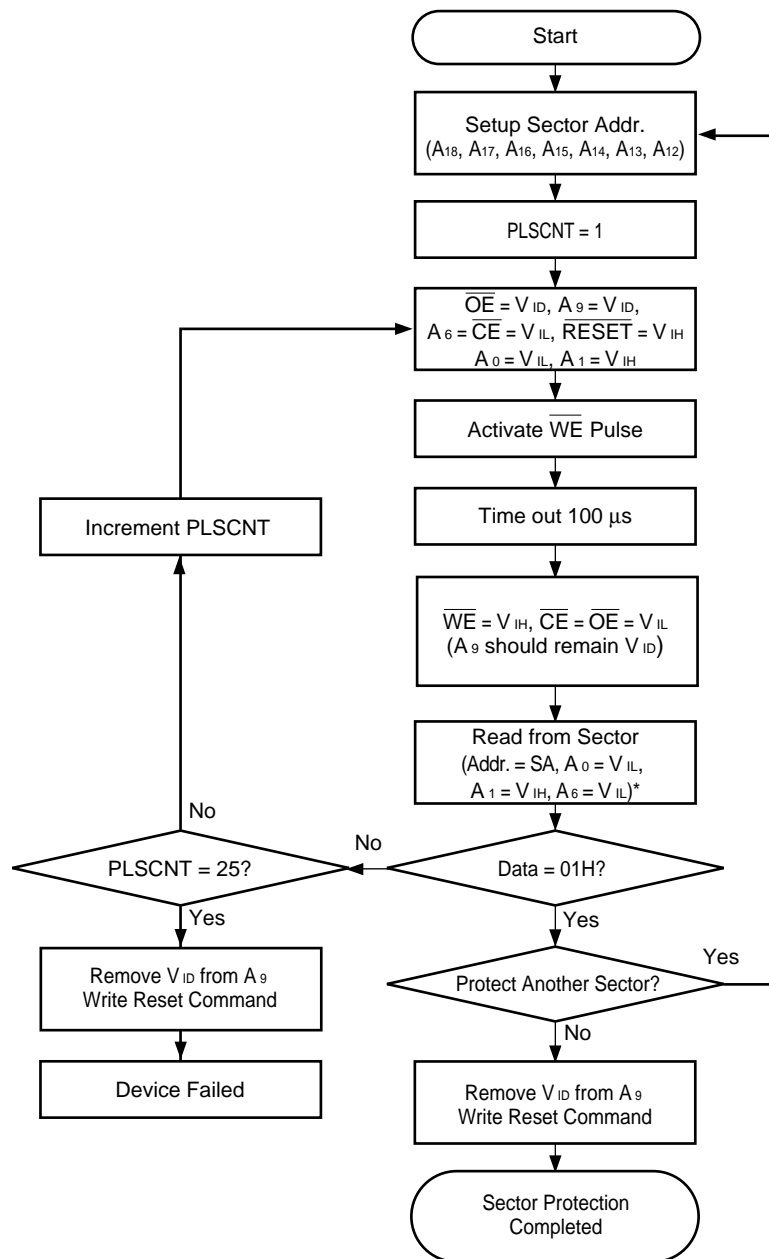 Start
Setup Sector Addr.
(A18, A17, A16, A15, A14, A13, A12)
PLSCNT = 1
OE = VID, A9 = VID,
A6 = CE = VIL, RESET = VIH
A0 = VIL, A1 = VIH
Activate WE Pulse
Time out 100 μs
Increment PLSCNT
WE = VIH, CE = OE = VIL
(A9 should remain VID)
Read from Sector
(Addr. = SA, A0 = VIL,
A1 = VIH, A6 = VIL)*
No
No
PLSCNT = 25?
Data = 01H?
Yes
Yes
Yes
Remove VID from A9
Write Reset Command
Protect Another Sector?
No
Device Failed
Remove VID from A9
Write Reset Command
Sector Protection
Completed